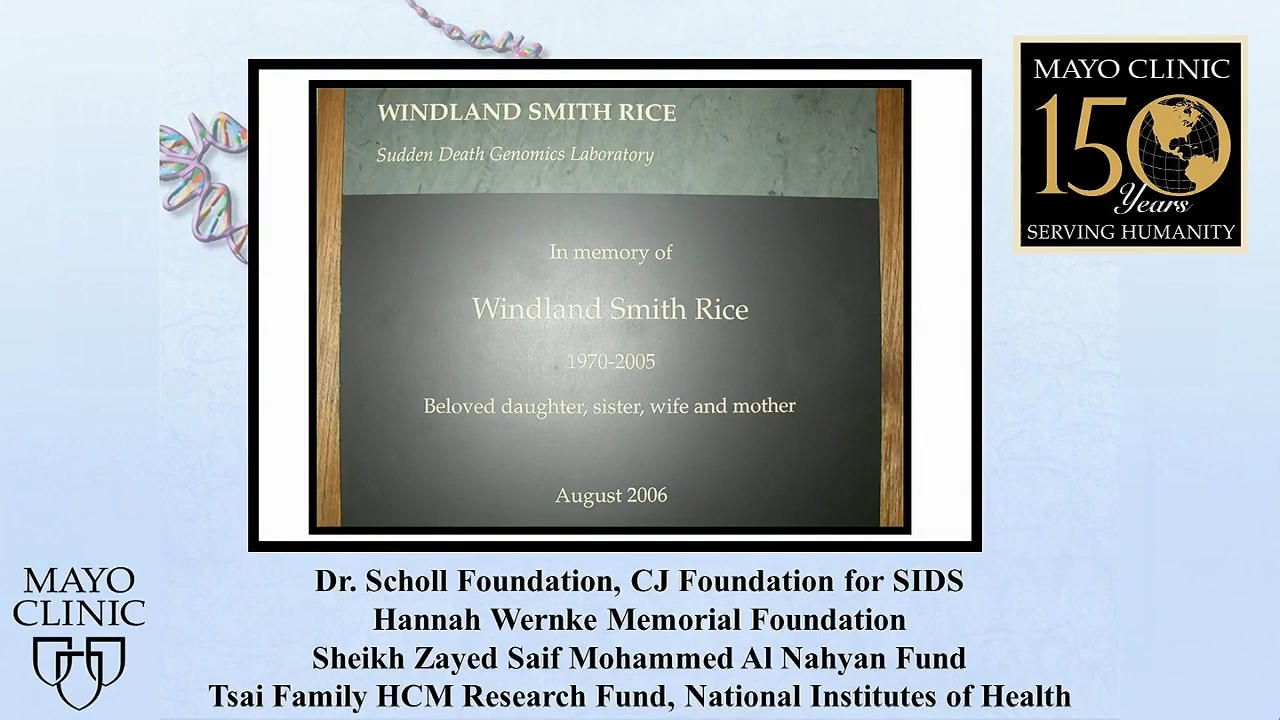 WINDLAND SMITH RICE
Sudden Death Genomics Laboratory
In memory of
Windland Smith Rice
1970-2005
Beloved daughter, sister, wife and mother
August 2006
MAYO CLINIC
150
Years
SERVING HUMANITY
MAYO
CLINIC
Dr. Scholl Foundation, CJ Foundation for SIDS
Hannah Wernke Memorial Foundation
Sheikh Zayed Saif Mohammed Al Nahyan Fund
Tsai Family HCM Research Fund, National Institutes of Health